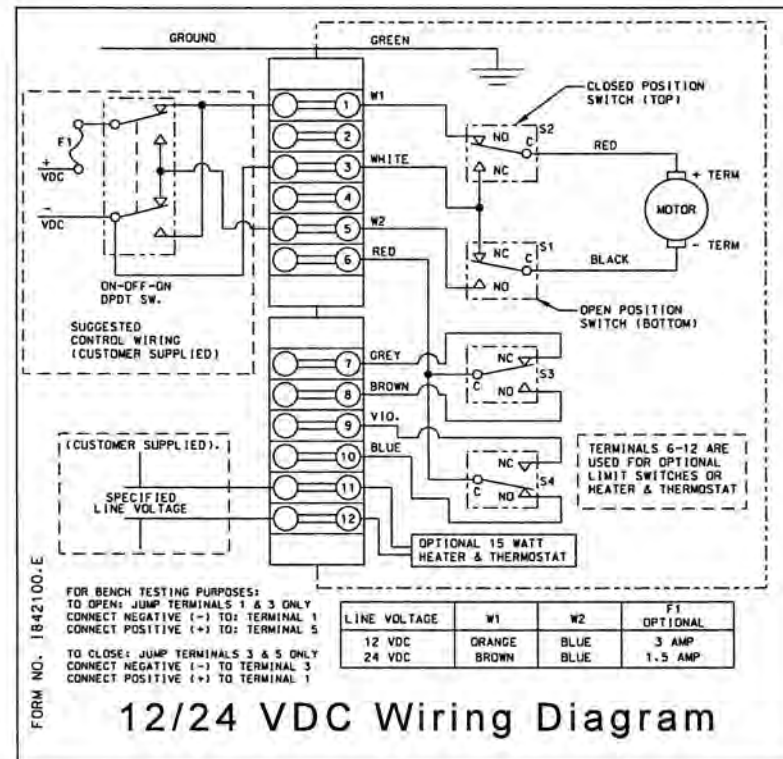 GROUND
GREEN
1
2
3
4
5
6
W1
WHITE
W2
RED
CLOSED POSITION
SWITCH (TOP)
NO
S2
C
NC
RED
+ TERM
MOTOR
- TERM
BLACK
S1
NC
C
NO
OPEN POSITION
SWITCH (BOTTOM)
F1
+
VDC
-
VDC
ON-OFF-ON
DPDT SW.
SUGGESTED
CONTROL WIRING
(CUSTOMER SUPPLIED)
7
8
9
10
11
12
GREY
BROWN
VIO.
BLUE
NC
C
S3
NO
NC
C
S4
NO
TERMINALS 6-12 ARE
USED FOR OPTIONAL
LIMIT SWITCHES OR
HEATER & THERMOSTAT
(CUSTOMER SUPPLIED).
SPECIFIED
LINE VOLTAGE
OPTIONAL 15 WATT
HEATER & THERMOSTAT
FORM NO. 1842100.E
FOR BENCH TESTING PURPOSES:
TO OPEN: JUMP TERMINALS 1 & 3 ONLY
CONNECT NEGATIVE (-) TO: TERMINAL 1
CONNECT POSITIVE (+) TO: TERMINAL 5
TO CLOSE: JUMP TERMINALS 3 & 5 ONLY
CONNECT NEGATIVE (-) TO TERMINAL 3
CONNECT POSITIVE (+) TO TERMINAL 1
LINE VOLTAGE W1 W2 F1 OPTIONAL
12 VDC ORANGE BLUE 3 AMP
24 VDC BROWN BLUE 1.5 AMP
12/24 VDC Wiring Diagram